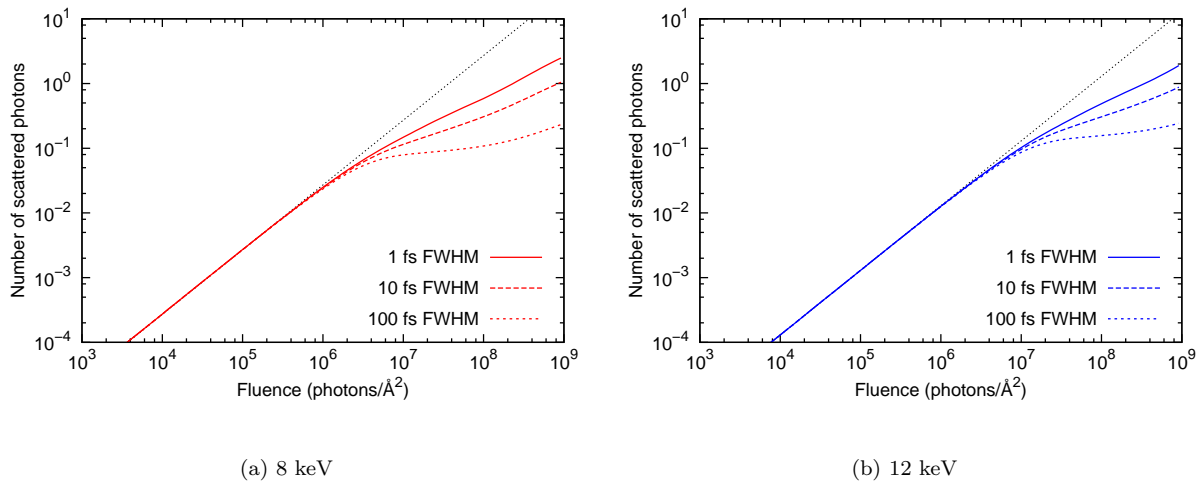 Number of scattered photons
10^1
10^0
10^-1
10^-2
10^-3
10^-4
1 fs FWHM
10 fs FWHM
100 fs FWHM
10^3 10^4 10^5 10^6 10^7 10^8 10^9
Fluence (photons/Å^2)
(a) 8 keV
Number of scattered photons
10^1
10^0
10^-1
10^-2
10^-3
10^-4
1 fs FWHM
10 fs FWHM
100 fs FWHM
10^3 10^4 10^5 10^6 10^7 10^8 10^9
Fluence (photons/Å^2)
(b) 12 keV